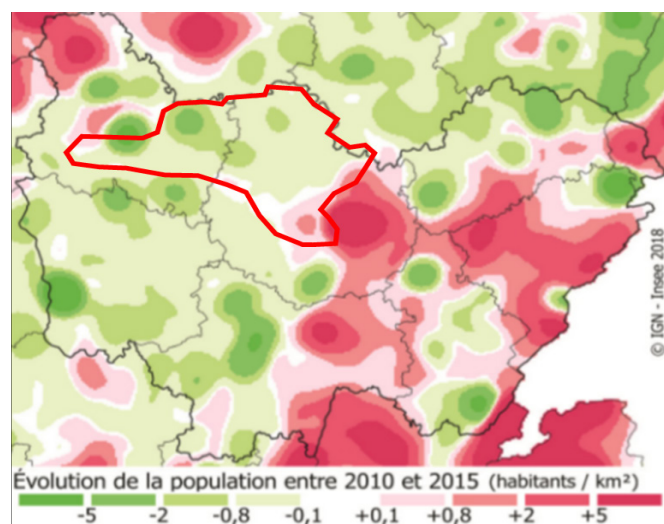 © IGN - Insee 2018
Évolution de la population entre 2010 et 2015 (habitants / km²)
-5 -2 -0,8 -0,1 +0,1 +0,8 +2 +5